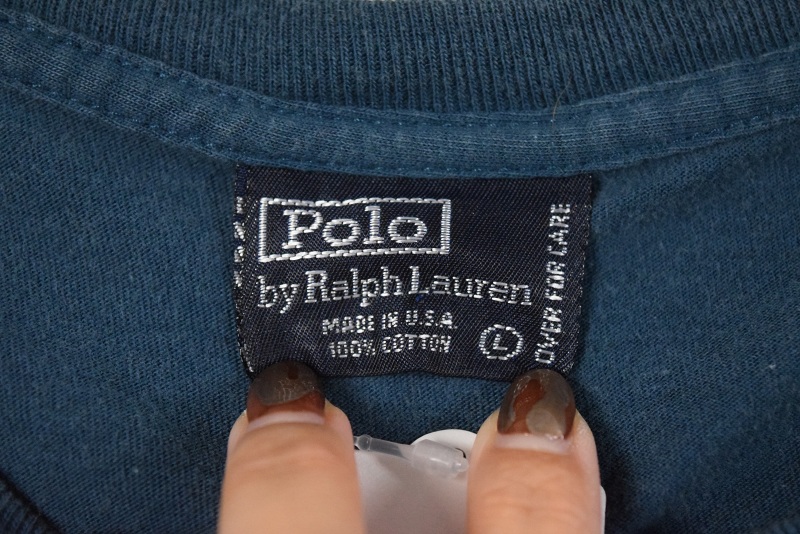 Polo
by Ralph Lauren
MADE IN U.S.A.
100% COTTON
L
OVER FOR CARE